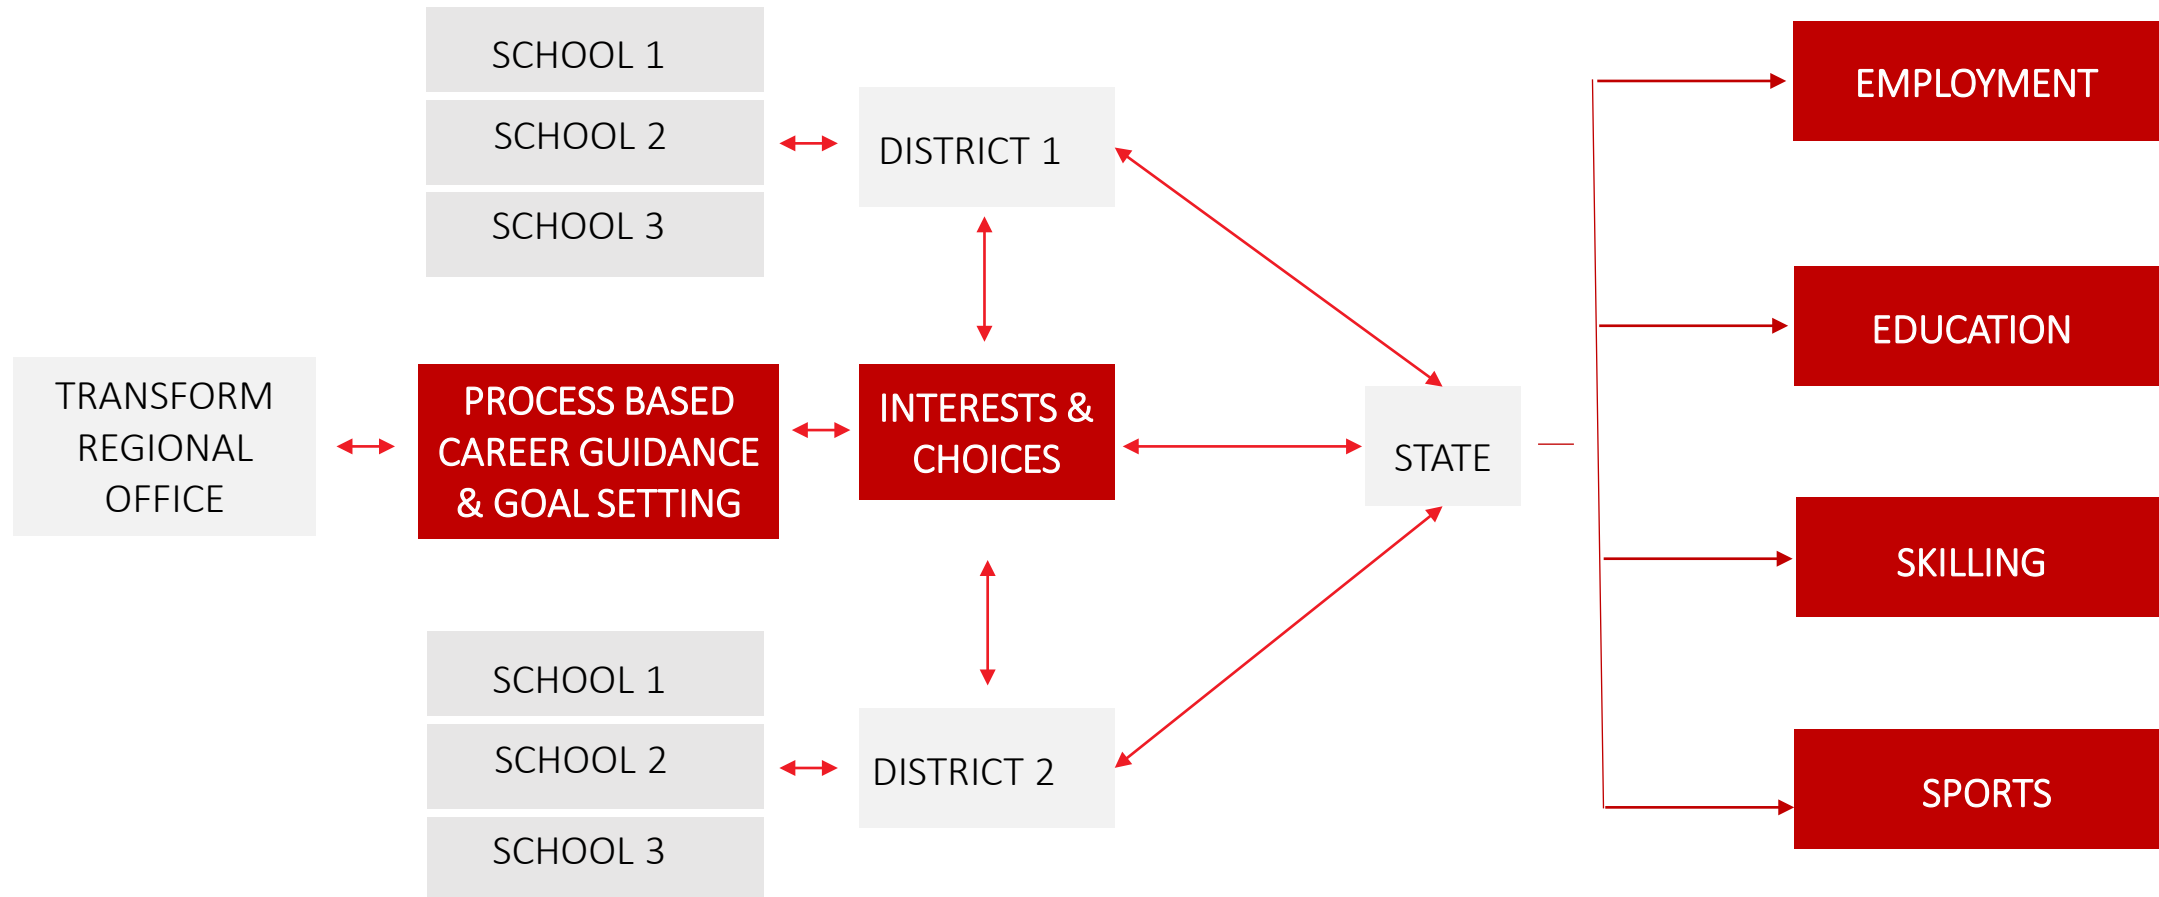 SCHOOL 1
SCHOOL 2
SCHOOL 3
DISTRICT 1
TRANSFORM
REGIONAL
OFFICE
PROCESS BASED
CAREER GUIDANCE
& GOAL SETTING
INTERESTS &
CHOICES
STATE
SCHOOL 1
SCHOOL 2
SCHOOL 3
DISTRICT 2
EMPLOYMENT
EDUCATION
SKILLING
SPORTS